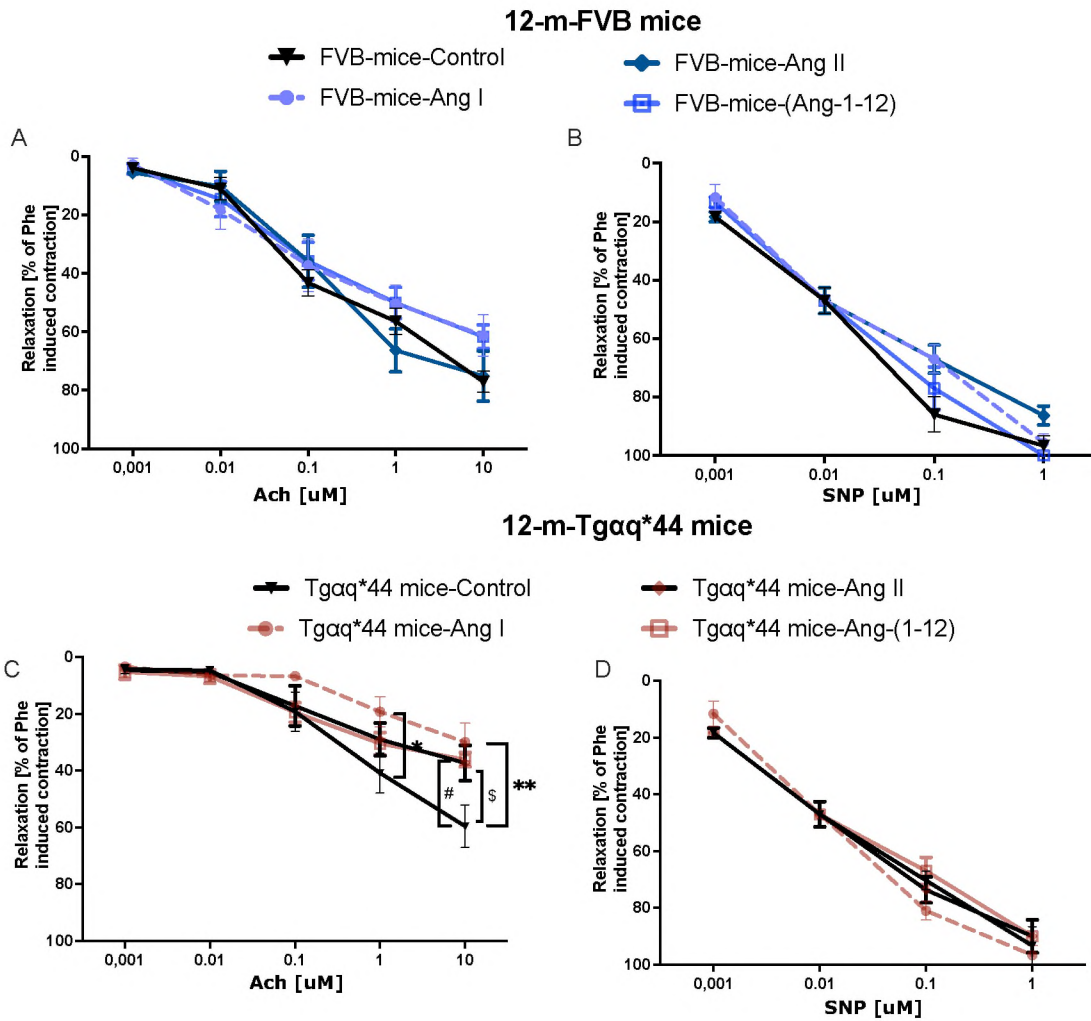 12-m-FVB mice
FVB-mice-Control
FVB-mice-Ang II
FVB-mice-Ang I
FVB-mice-(Ang-1-12)
A
Relaxation [% of Phe
induced contraction]
0
20
40
60
80
100
0,001
0.01
0.1
1
10
Ach [uM]
B
Relaxation [% of Phe
induced contraction]
0
20
40
60
80
100
0,001
0.01
0.1
1
SNP [uM]
12-m-Tgαq*44 mice
Tgαq*44 mice-Control
Tgαq*44 mice-Ang II
Tgαq*44 mice-Ang I
Tgαq*44 mice-Ang-(1-12)
C
Relaxation [% of Phe
induced contraction]
0
20
40
60
80
100
*
#
$
**
0,001
0.01
0.1
1
10
Ach [uM]
D
Relaxation [% of Phe
induced contraction]
0
20
40
60
80
100
0,001
0.01
0.1
1
SNP [uM]